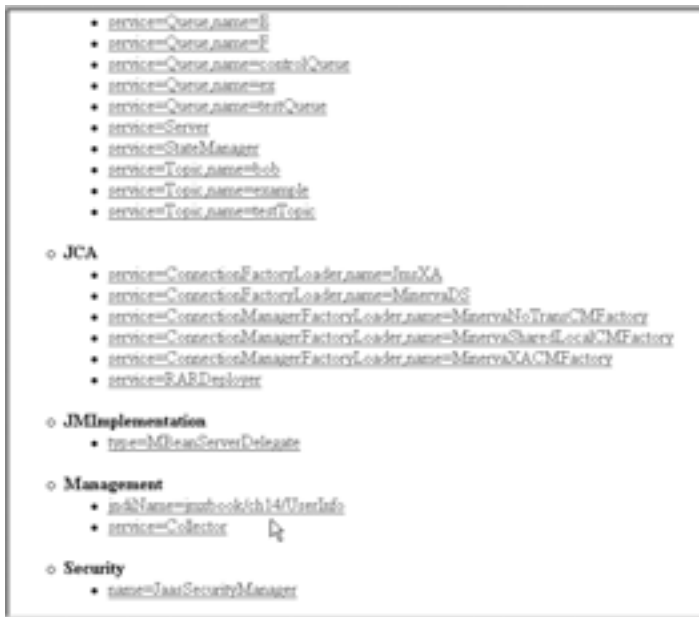 service=Queue,name=E
service=Queue,name=F
service=Queue,name=controlQueue
service=Queue,name=ex
service=Queue,name=testQueue
service=Server
service=StateManager
service=Topic,name=bob
service=Topic,name=example
service=Topic,name=testTopic
JCA
service=ConnectionFactoryLoader,name=JmsXA
service=ConnectionFactoryLoader,name=MinervaDS
service=ConnectionManagerFactoryLoader,name=MinervaNoTransCMFactory
service=ConnectionManagerFactoryLoader,name=MinervaSharedLocalCMFactory
service=ConnectionManagerFactoryLoader,name=MinervaXACMFactory
service=RARDeployer
JMImplementation
type=MBeanServerDelegate
Management
jndiName=jmxbook/ch14/UserInfo
service=Collector
Security
name=JaasSecurityManager